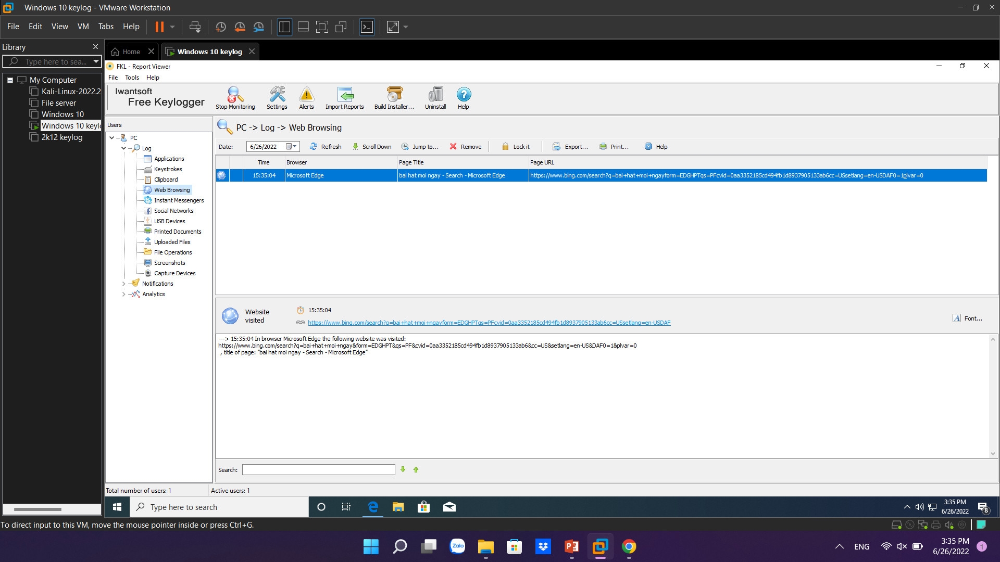 Windows 10 keylog - VMware Workstation
File Edit View VM Tabs Help
Library
Type here to sea...
My Computer
Kali-Linux-2022.2
File server
Windows 10
Windows 10 keylo
2k12 keylog
Home
Windows 10 keylog
FKL - Report Viewer
File Tools Help
Iwantsoft
Free Keylogger
Stop Monitoring Settings Alerts Import Reports Build Installer... Uninstall Help
Users
PC
Log
Applications
Keystrokes
Clipboard
Web Browsing
Instant Messengers
Social Networks
USB Devices
Printed Documents
Uploaded Files
File Operations
Screenshots
Capture Devices
Notifications
Analytics
PC -> Log -> Web Browsing
Date: 6/26/2022 Refresh Scroll Down Jump to... Remove Lock it Export... Print... Help
Time Browser Page Title Page URL
15:35:04 Microsoft Edge bai hat moi ngay - Search - Microsoft Edge https://www.bing.com/search?q=bai+hat+moi+ngayform=EDGHPTqs=PFcvid=0aa3352185cd494fb1d8937905133ab6cc=USsetlang=en-USDAF0=1plvar=0
Website
visited
15:35:04
https://www.bing.com/search?q=bai+hat+moi+ngayform=EDGHPTqs=PFcvid=0aa3352185cd494fb1d8937905133ab6cc=USsetlang=en-USDAF
Font...
---> 15:35:04 In browser Microsoft Edge the following website was visited:
https://www.bing.com/search?q=bai+hat+moi+ngay&form=EDGHPT&qs=PF&cvid=0aa3352185cd494fb1d8937905133ab6&cc=US&setlang=en-US&DAF0=1&plvar=0
, title of page: "bai hat moi ngay - Search - Microsoft Edge"
Search:
Total number of users: 1 Active users: 1
Type here to search
3:35 PM
6/26/2022
8
To direct input to this VM, move the mouse pointer inside or press Ctrl+G.
Zalo
ENG
3:35 PM
6/26/2022
1